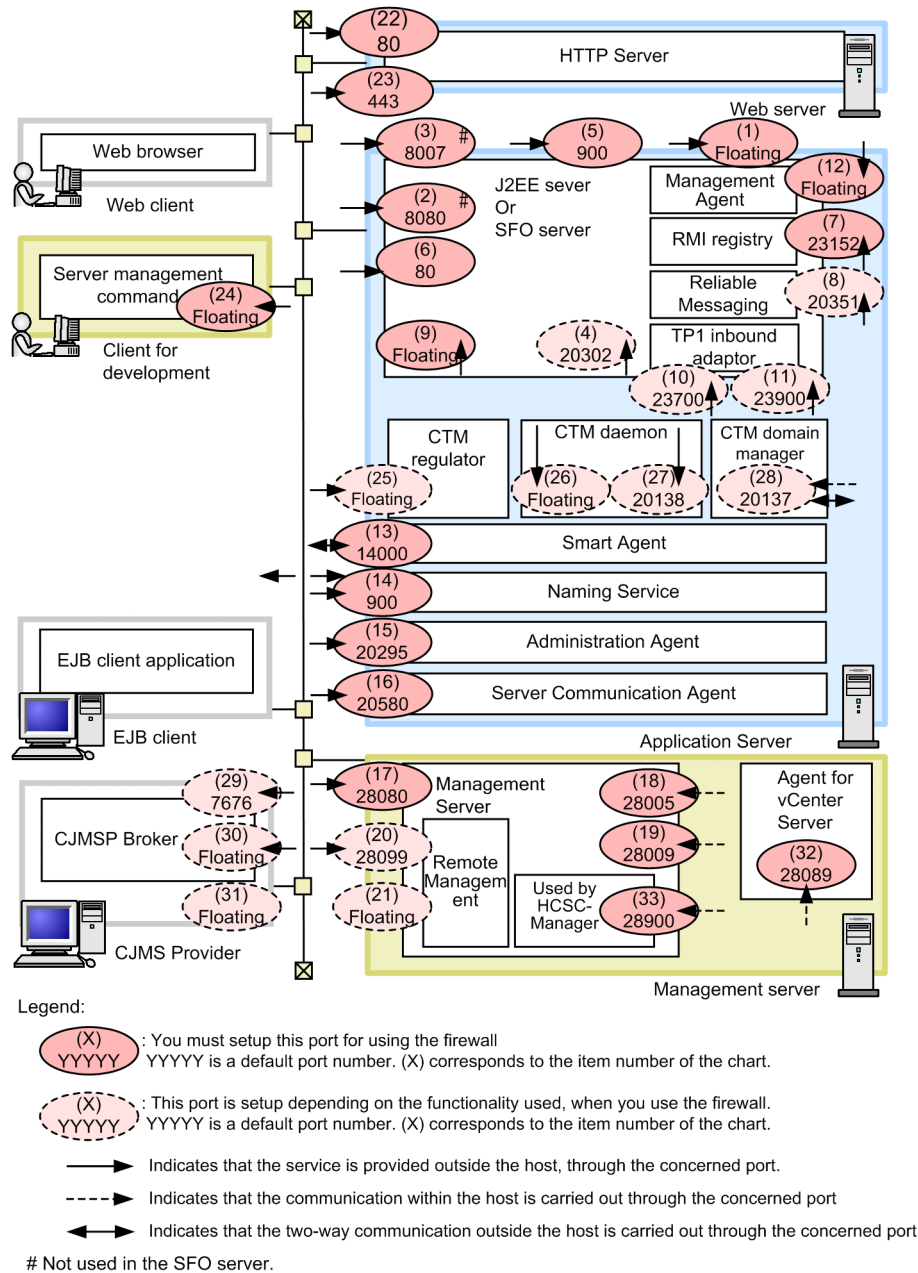 (22)
80
HTTP Server
(23)
443
Web server
(3)
8007
#
(5)
900
(1)
Floating
Web browser
Web client
(2)
8080
#
J2EE sever
Or
SFO server
Management
Agent
(12)
Floating
RMI registry
(7)
23152
(6)
80
Server management
command
(24)
Floating
Reliable
Messaging
(8)
20351
Client for
development
(9)
Floating
(4)
20302
TP1 inbound
adaptor
(10)
23700
(11)
23900
CTM
regulator
(25)
Floating
CTM daemon
(26)
Floating
(27)
20138
CTM domain
manager
(28)
20137
(13)
14000
Smart Agent
(14)
900
Naming Service
(15)
20295
Administration Agent
EJB client application
(16)
20580
Server Communication Agent
EJB client
Application Server
(29)
7676
CJMSP Broker
(30)
Floating
(31)
Floating
CJMS Provider
(17)
28080
Management
Server
(18)
28005
Agent for
vCenter
Server
(20)
28099
(19)
28009
(32)
28089
Remote
Managem
ent
(21)
Floating
Used by
HCSC-
Manager
(33)
28900
Management server
Legend:
(X)
YYYYY
: You must setup this port for using the firewall
YYYYY is a default port number. (X) corresponds to the item number of the chart.
(X)
YYYYY
: This port is setup depending on the functionality used, when you use the firewall.
YYYYY is a default port number. (X) corresponds to the item number of the chart.
Indicates that the service is provided outside the host, through the concerned port.
Indicates that the communication within the host is carried out through the concerned port
Indicates that the two-way communication outside the host is carried out through the concerned port
# Not used in the SFO server.